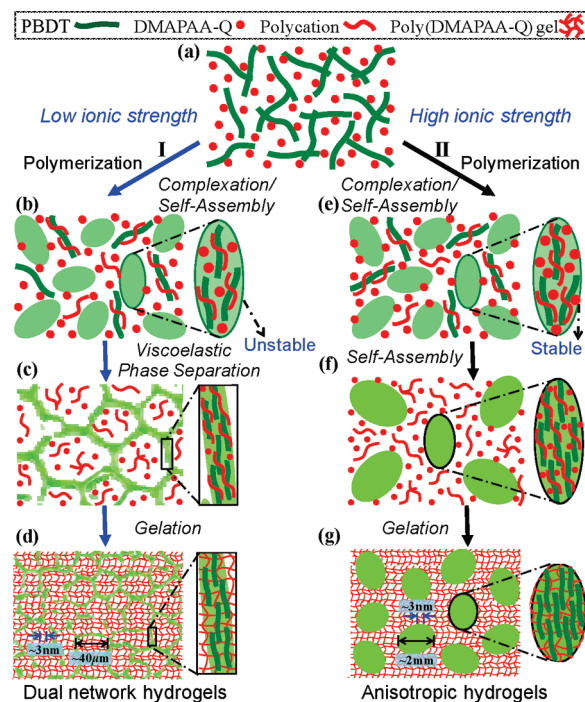 PBDT DMAPAA-Q Polycation Poly(DMAPAA-Q) gel
(a)
Low ionic strength High ionic strength
I II
Polymerization Polymerization
(b) Complexation/ Self-Assembly
(e) Complexation/ Self-Assembly
Unstable Stable
Viscoelastic Phase Separation
Self-Assembly
(c) (f)
Gelation Gelation
(d) (g)
~3nm ~40μm
~3nm
~2mm
Dual network hydrogels Anisotropic hydrogels